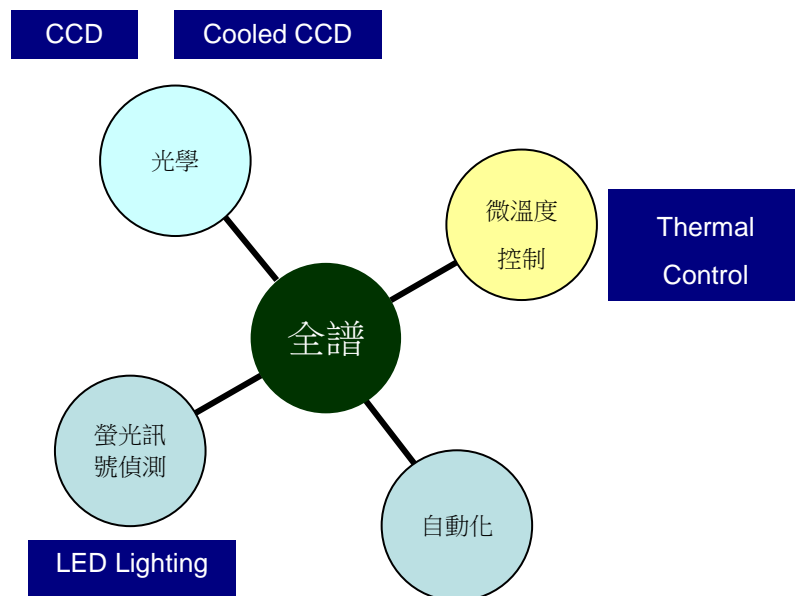 CCD
Cooled CCD
光學
微溫度
控制
Thermal
Control
全譜
螢光訊
號偵測
自動化
LED Lighting